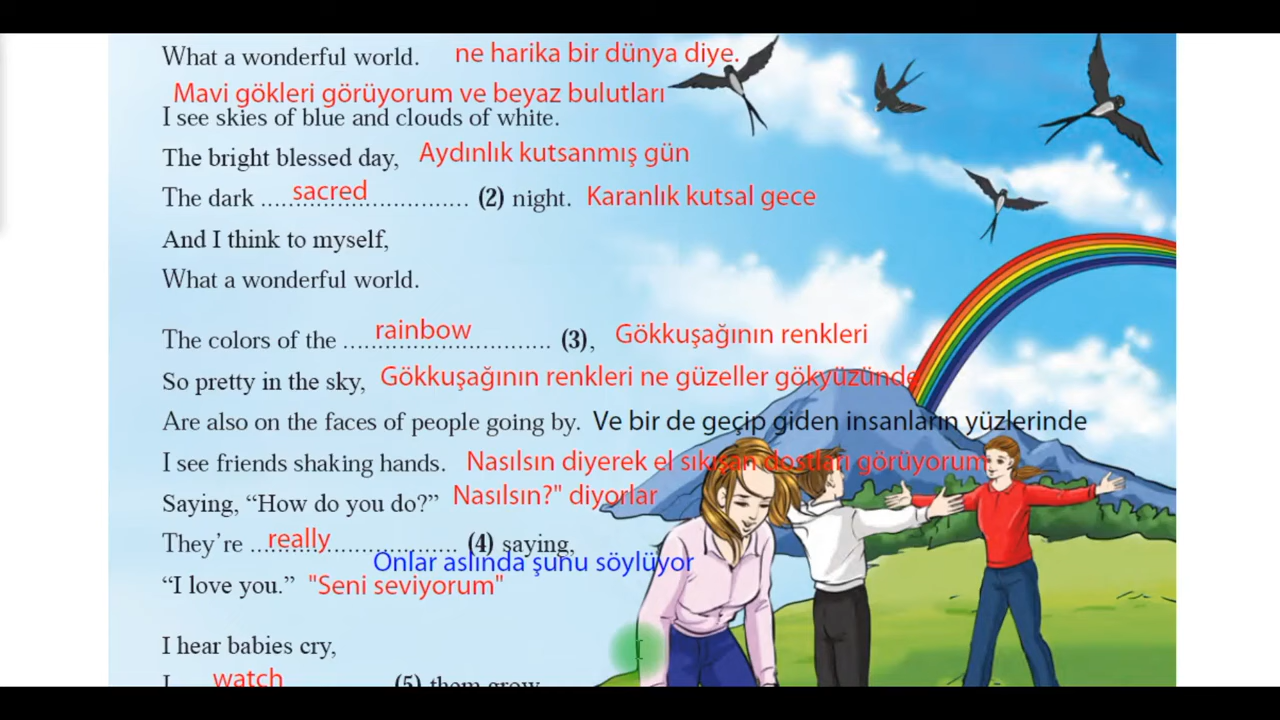 What a wonderful world. ne harika bir dünya diye.
Mavi gökleri görüyorum ve beyaz bulutları
I see skies of blue and clouds of white.
The bright blessed day, Aydınlık kutsanmış gün
The dark .....sacred..... (2) night. Karanlık kutsal gece
And I think to myself,
What a wonderful world.
The colors of the .....rainbow..... (3), Gökkuşağının renkleri
So pretty in the sky, Gökkuşağının renkleri ne güzeller gökyüzünde
Are also on the faces of people going by. Ve bir de geçip giden insanların yüzlerinde
I see friends shaking hands. Nasılsın diyerek el sıkışan dostları görüyorum
Saying, “How do you do?” Nasılsın?" diyorlar
They’re .....really..... (4) saying,
Onlar aslında şunu söylüyor
“I love you.” "Seni seviyorum"
I hear babies cry,
I watch (5) them grow